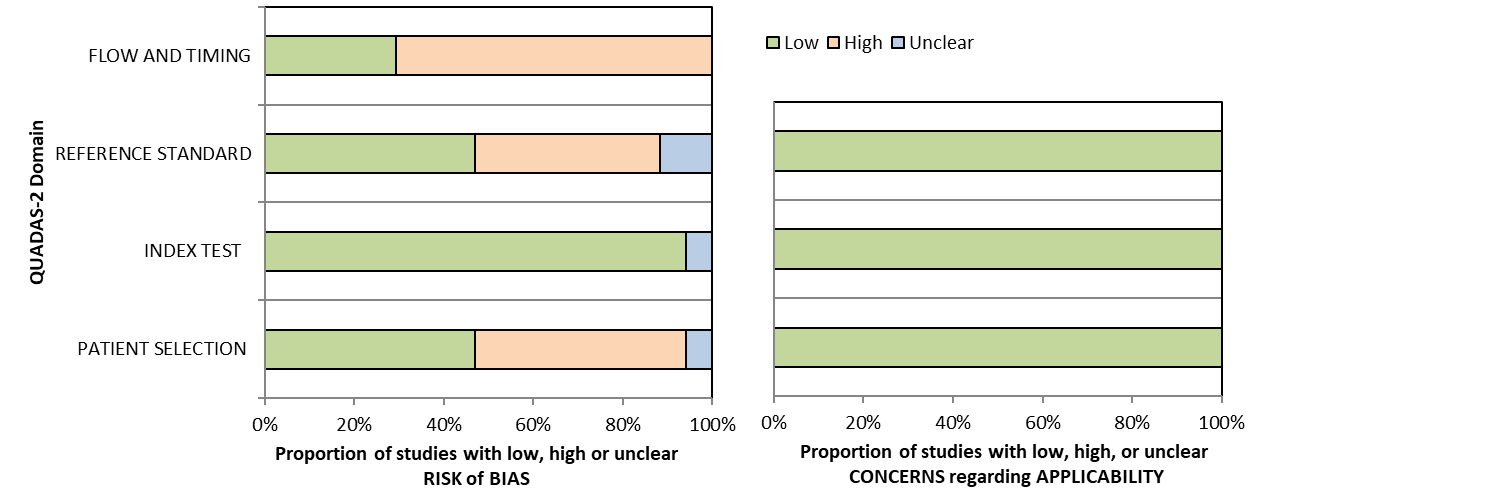 QUADAS-2 Domain
FLOW AND TIMING
REFERENCE STANDARD
INDEX TEST
PATIENT SELECTION
0% 20% 40% 60% 80% 100%
Proportion of studies with low, high or unclear
RISK of BIAS
Low High Unclear
0% 20% 40% 60% 80% 100%
Proportion of studies with low, high, or unclear
CONCERNS regarding APPLICABILITY